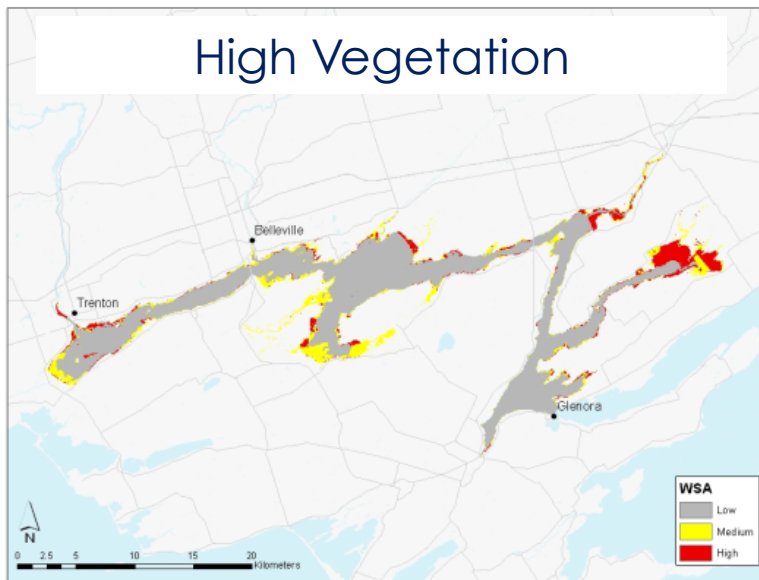 High Vegetation
Belleville
Trenton
Glenora
WSA
Low
Medium
High
N
0 2.5 5 10 15 20
Kilometers